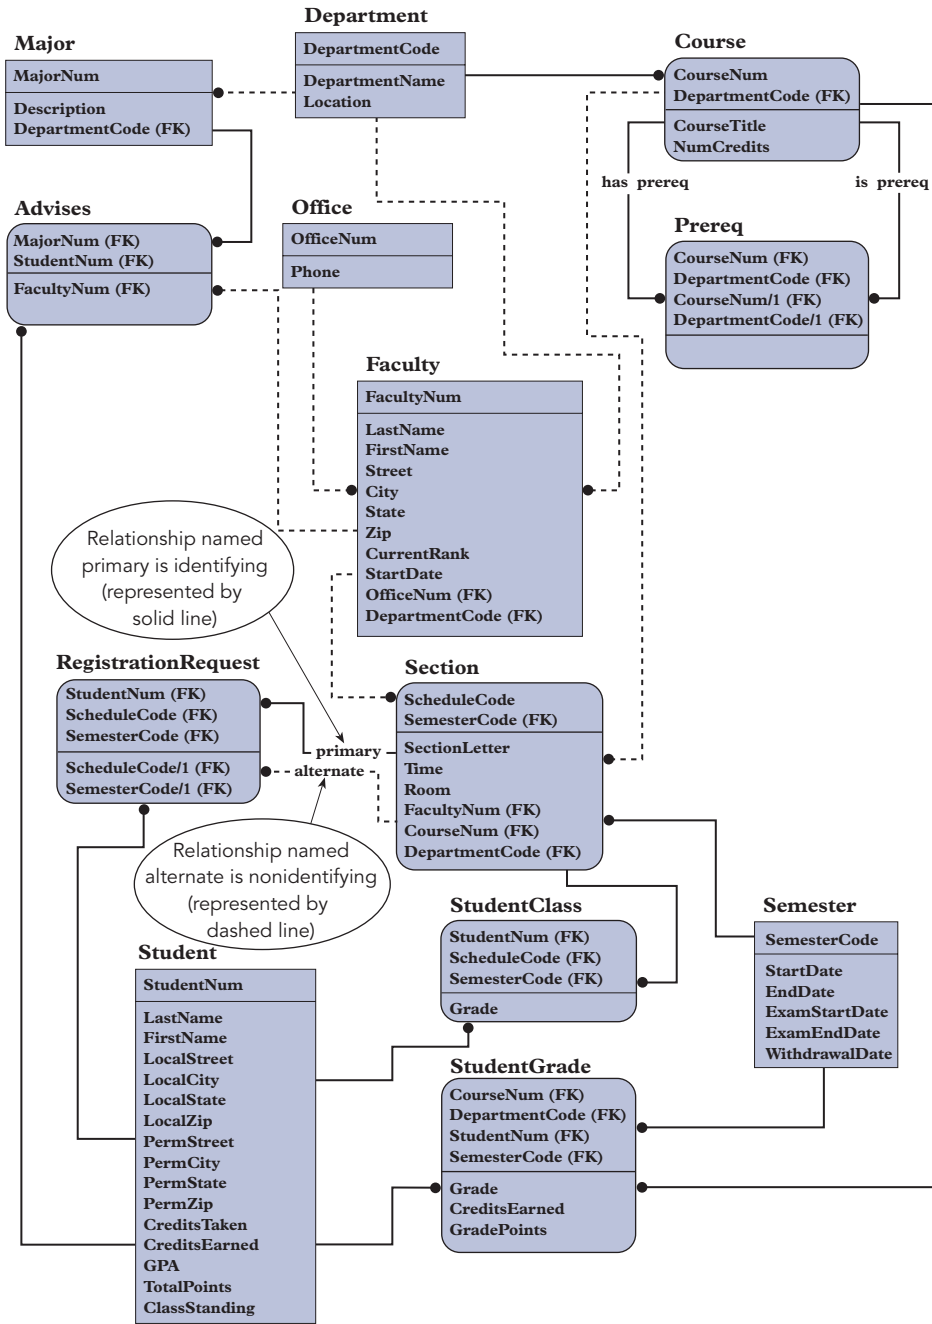 Department
DepartmentCode
DepartmentName
Location
Major
MajorNum
Description
DepartmentCode (FK)
Course
CourseNum
DepartmentCode (FK)
CourseTitle
NumCredits
has prereq
is prereq
Advises
MajorNum (FK)
StudentNum (FK)
FacultyNum (FK)
Office
OfficeNum
Phone
Prereq
CourseNum (FK)
DepartmentCode (FK)
CourseNum/1 (FK)
DepartmentCode/1 (FK)
Faculty
FacultyNum
LastName
FirstName
Street
City
State
Zip
CurrentRank
StartDate
OfficeNum (FK)
DepartmentCode (FK)
Relationship named
primary is identifying
(represented by
solid line)
RegistrationRequest
StudentNum (FK)
ScheduleCode (FK)
SemesterCode (FK)
ScheduleCode/1 (FK)
SemesterCode/1 (FK)
primary
alternate
Section
ScheduleCode
SemesterCode (FK)
SectionLetter
Time
Room
FacultyNum (FK)
CourseNum (FK)
DepartmentCode (FK)
Relationship named
alternate is nonidentifying
(represented by
dashed line)
StudentClass
StudentNum (FK)
ScheduleCode (FK)
SemesterCode (FK)
Grade
Semester
SemesterCode
StartDate
EndDate
ExamStartDate
ExamEndDate
WithdrawalDate
Student
StudentNum
LastName
FirstName
LocalStreet
LocalCity
LocalState
LocalZip
PermStreet
PermCity
PermState
PermZip
CreditsTaken
CreditsEarned
GPA
TotalPoints
ClassStanding
StudentGrade
CourseNum (FK)
DepartmentCode (FK)
StudentNum (FK)
SemesterCode (FK)
Grade
CreditsEarned
GradePoints